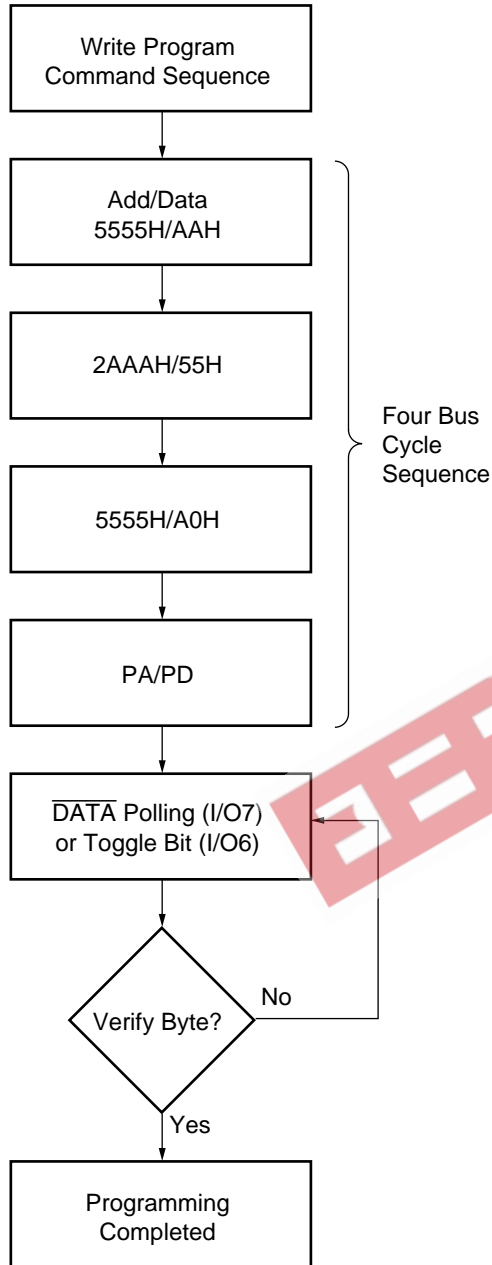 Write Program
Command Sequence
Add/Data
5555H/AAH
2AAAH/55H
5555H/A0H
PA/PD
Four Bus
Cycle
Sequence
DATA Polling (I/O7)
or Toggle Bit (I/O6)
Verify Byte?
No
Yes
Programming
Completed